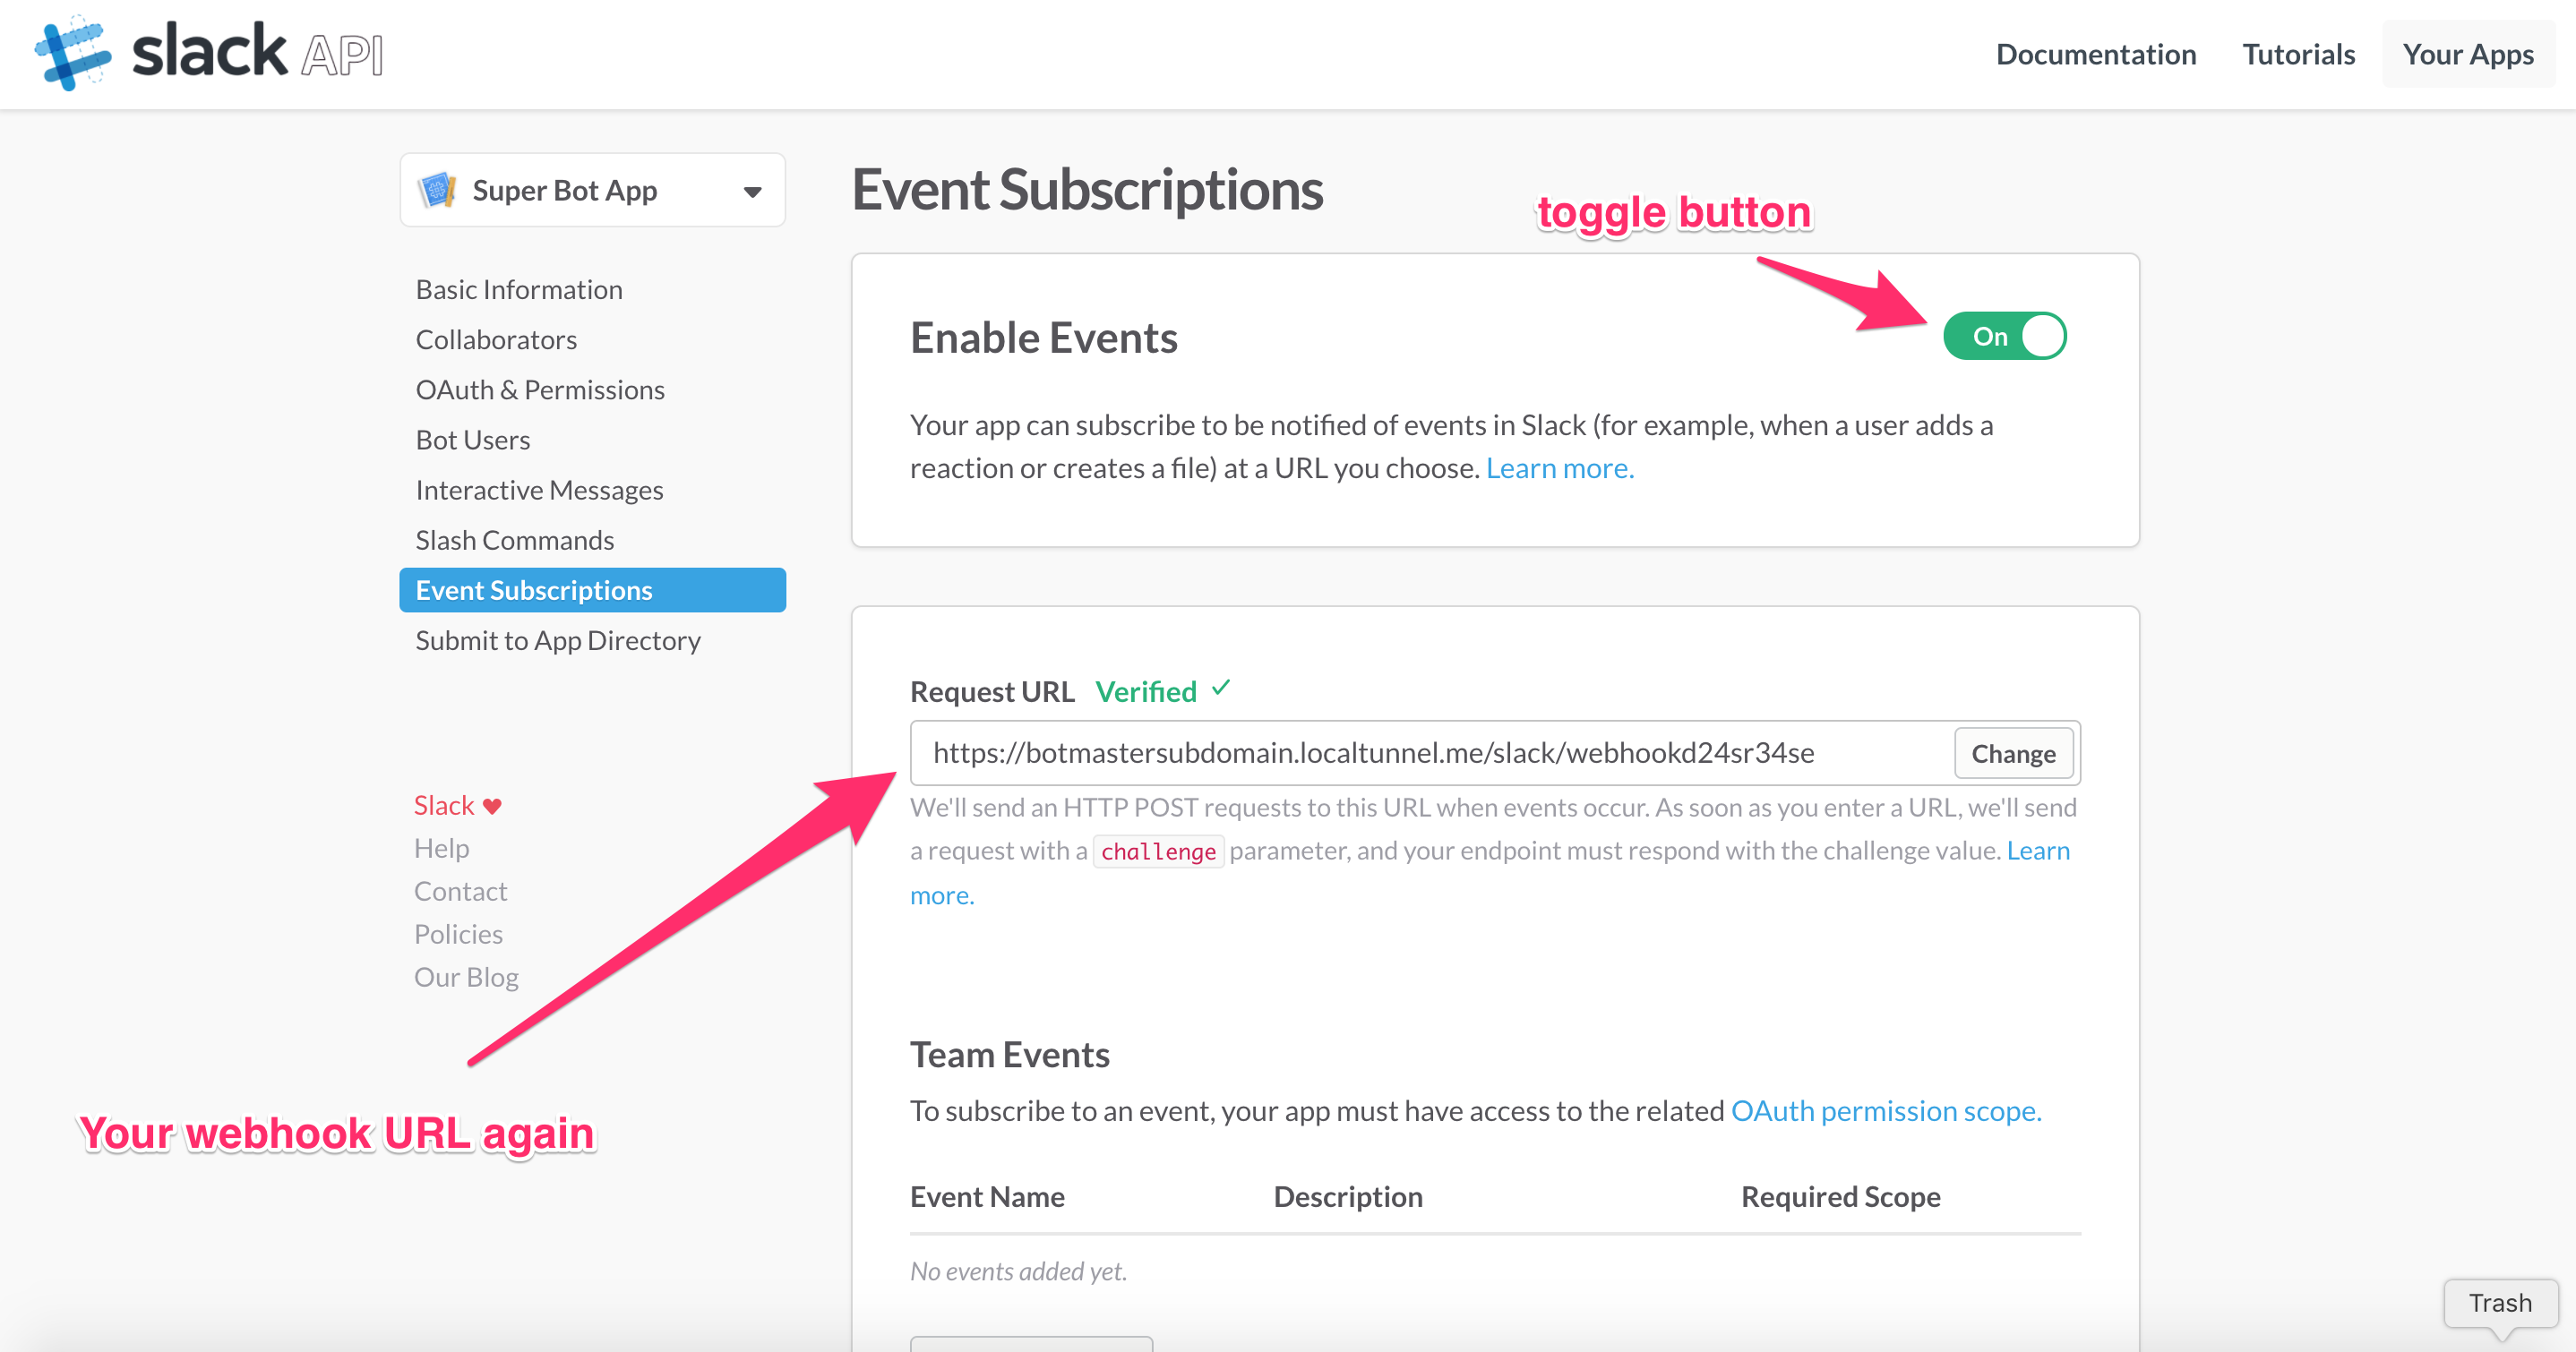 slack API
Documentation
Tutorials
Your Apps
Super Bot App
Basic Information
Collaborators
OAuth & Permissions
Bot Users
Interactive Messages
Slash Commands
Event Subscriptions
Submit to App Directory
Slack ♥
Help
Contact
Policies
Our Blog
Your webhook URL again
Event Subscriptions
toggle button
Enable Events
On
Your app can subscribe to be notified of events in Slack (for example, when a user adds a
reaction or creates a file) at a URL you choose. Learn more.
Request URL Verified ✓
https://botmastersubdomain.localtunnel.me/slack/webhookd24sr34se
Change
We'll send an HTTP POST requests to this URL when events occur. As soon as you enter a URL, we'll send
a request with a challenge parameter, and your endpoint must respond with the challenge value. Learn
more.
Team Events
To subscribe to an event, your app must have access to the related OAuth permission scope.
Event Name Description Required Scope
No events added yet.
Trash